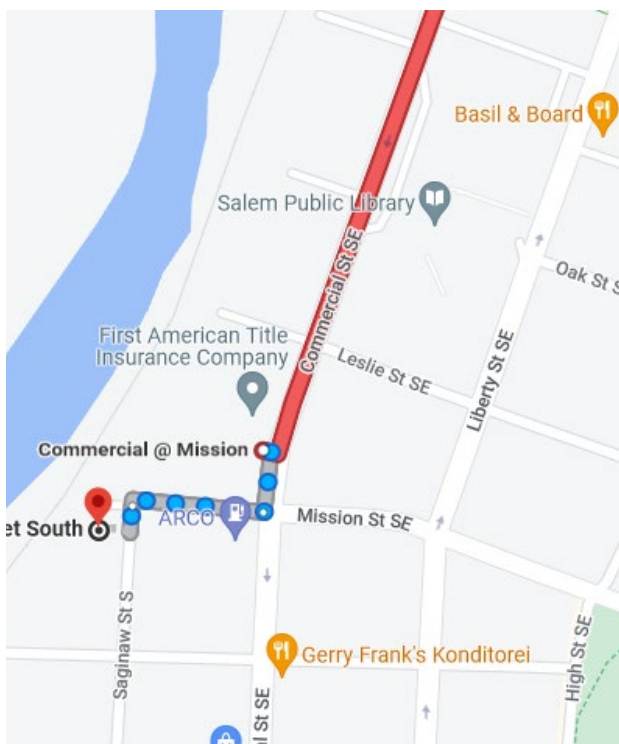 Basil & Board
Salem Public Library
Commercial St SE
Oak St S
First American Title
Insurance Company
Leslie St SE
Liberty St SE
Commercial @ Mission
ARCO
Mission St SE
et South
Saginaw St S
Gerry Frank's Konditorei
High St SE
al St SE